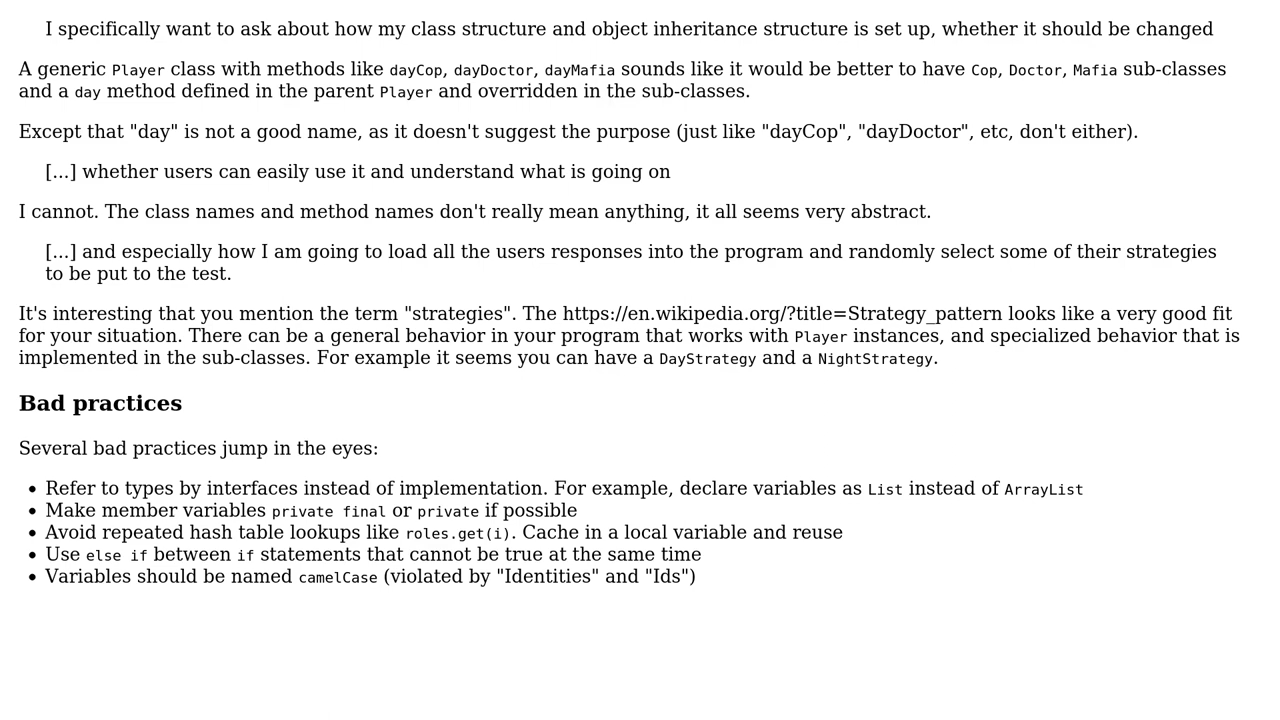 I specifically want to ask about how my class structure and object inheritance structure is set up, whether it should be changed
A generic Player class with methods like dayCop, dayDoctor, dayMafia sounds like it would be better to have Cop, Doctor, Mafia sub-classes
and a day method defined in the parent Player and overridden in the sub-classes.
Except that "day" is not a good name, as it doesn't suggest the purpose (just like "dayCop", "dayDoctor", etc, don't either).
[...] whether users can easily use it and understand what is going on
I cannot. The class names and method names don't really mean anything, it all seems very abstract.
[...] and especially how I am going to load all the users responses into the program and randomly select some of their strategies
to be put to the test.
It's interesting that you mention the term "strategies". The https://en.wikipedia.org/?title=Strategy_pattern looks like a very good fit
for your situation. There can be a general behavior in your program that works with Player instances, and specialized behavior that is
implemented in the sub-classes. For example it seems you can have a DayStrategy and a NightStrategy.
Bad practices
Several bad practices jump in the eyes:
• Refer to types by interfaces instead of implementation. For example, declare variables as List instead of ArrayList
• Make member variables private final or private if possible
• Avoid repeated hash table lookups like roles.get(i). Cache in a local variable and reuse
• Use else if between if statements that cannot be true at the same time
• Variables should be named camelCase (violated by "Identities" and "Ids")